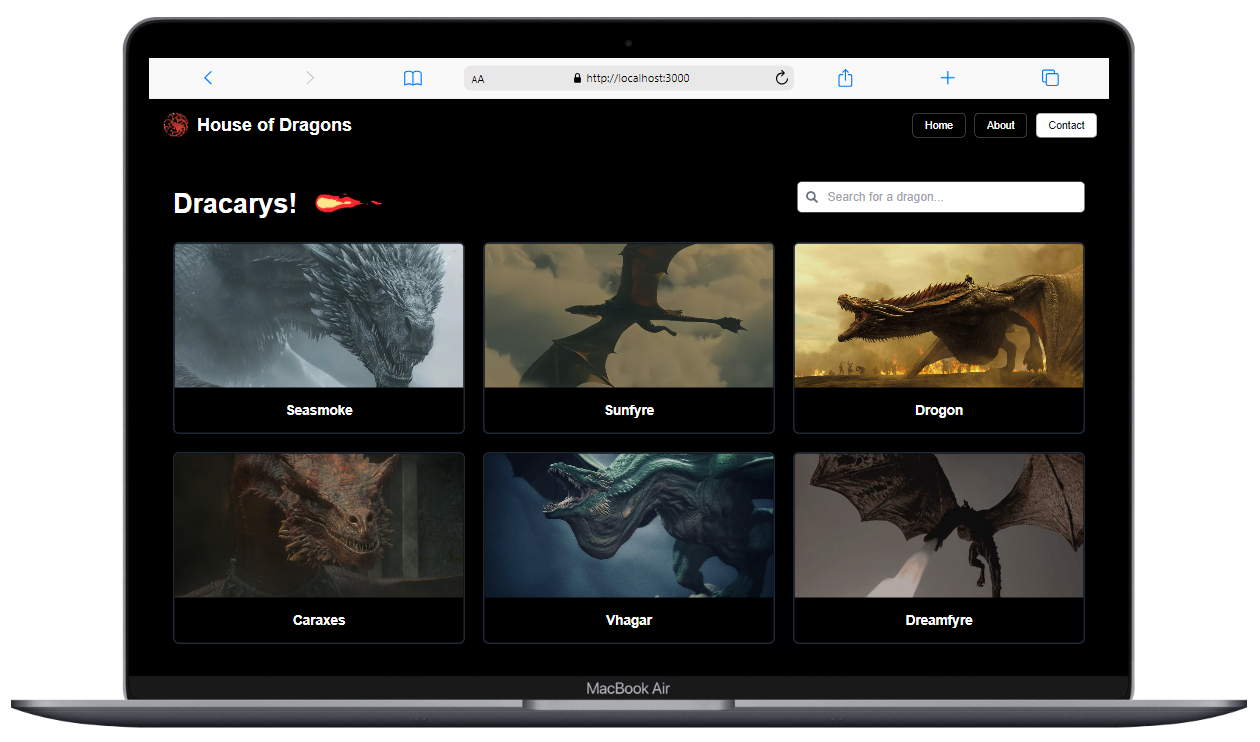 AA http://localhost:3000
House of Dragons
Home About Contact
Dracarys!
Search for a dragon...
Seasmoke Sunfyre Drogon
Caraxes Vhagar Dreamfyre
MacBook Air